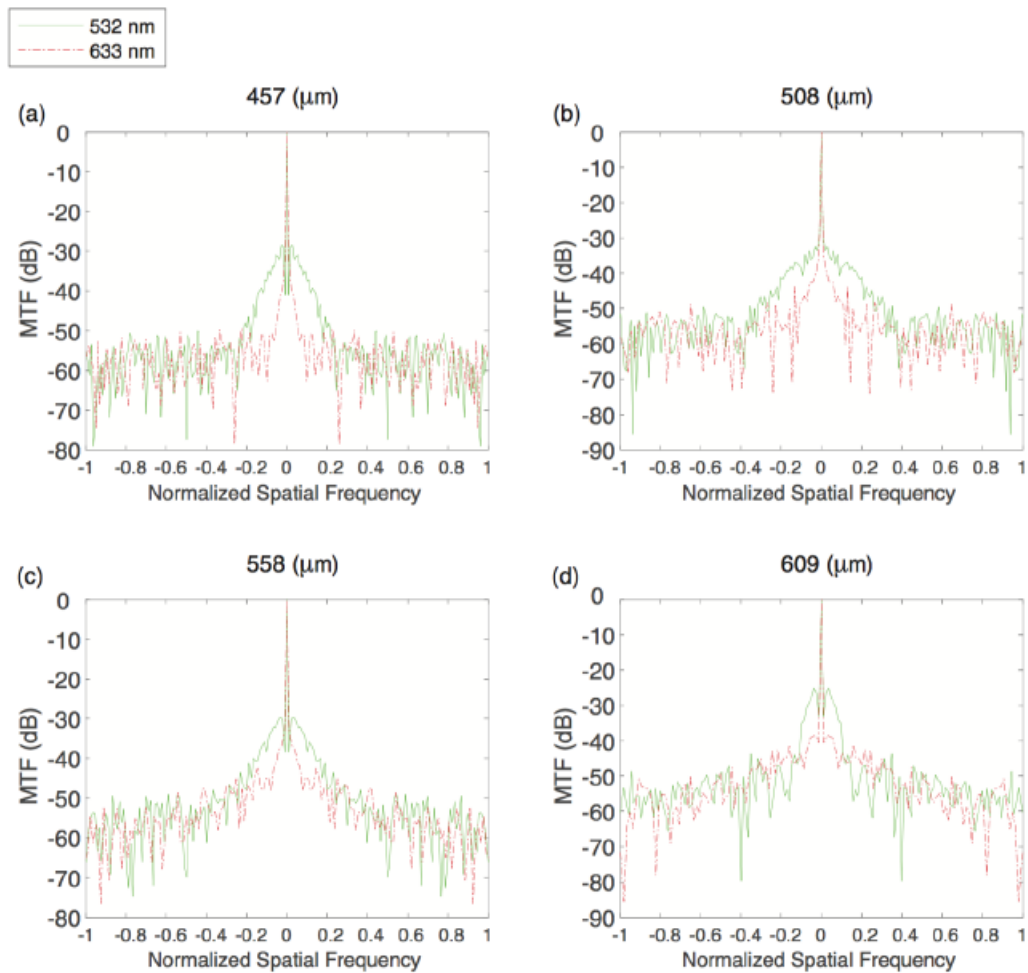 532 nm
633 nm
(a)
457 (μm)
0
-10
-20
-30
-40
-50
-60
-70
-80
MTF (dB)
-1 -0.8 -0.6 -0.4 -0.2 0 0.2 0.4 0.6 0.8 1
Normalized Spatial Frequency
(b)
508 (μm)
0
-10
-20
-30
-40
-50
-60
-70
-80
-90
MTF (dB)
-1 -0.8 -0.6 -0.4 -0.2 0 0.2 0.4 0.6 0.8 1
Normalized Spatial Frequency
(c)
558 (μm)
0
-10
-20
-30
-40
-50
-60
-70
-80
MTF (dB)
-1 -0.8 -0.6 -0.4 -0.2 0 0.2 0.4 0.6 0.8 1
Normalized Spatial Frequency
(d)
609 (μm)
0
-10
-20
-30
-40
-50
-60
-70
-80
-90
MTF (dB)
-1 -0.8 -0.6 -0.4 -0.2 0 0.2 0.4 0.6 0.8 1
Normalized Spatial Frequency